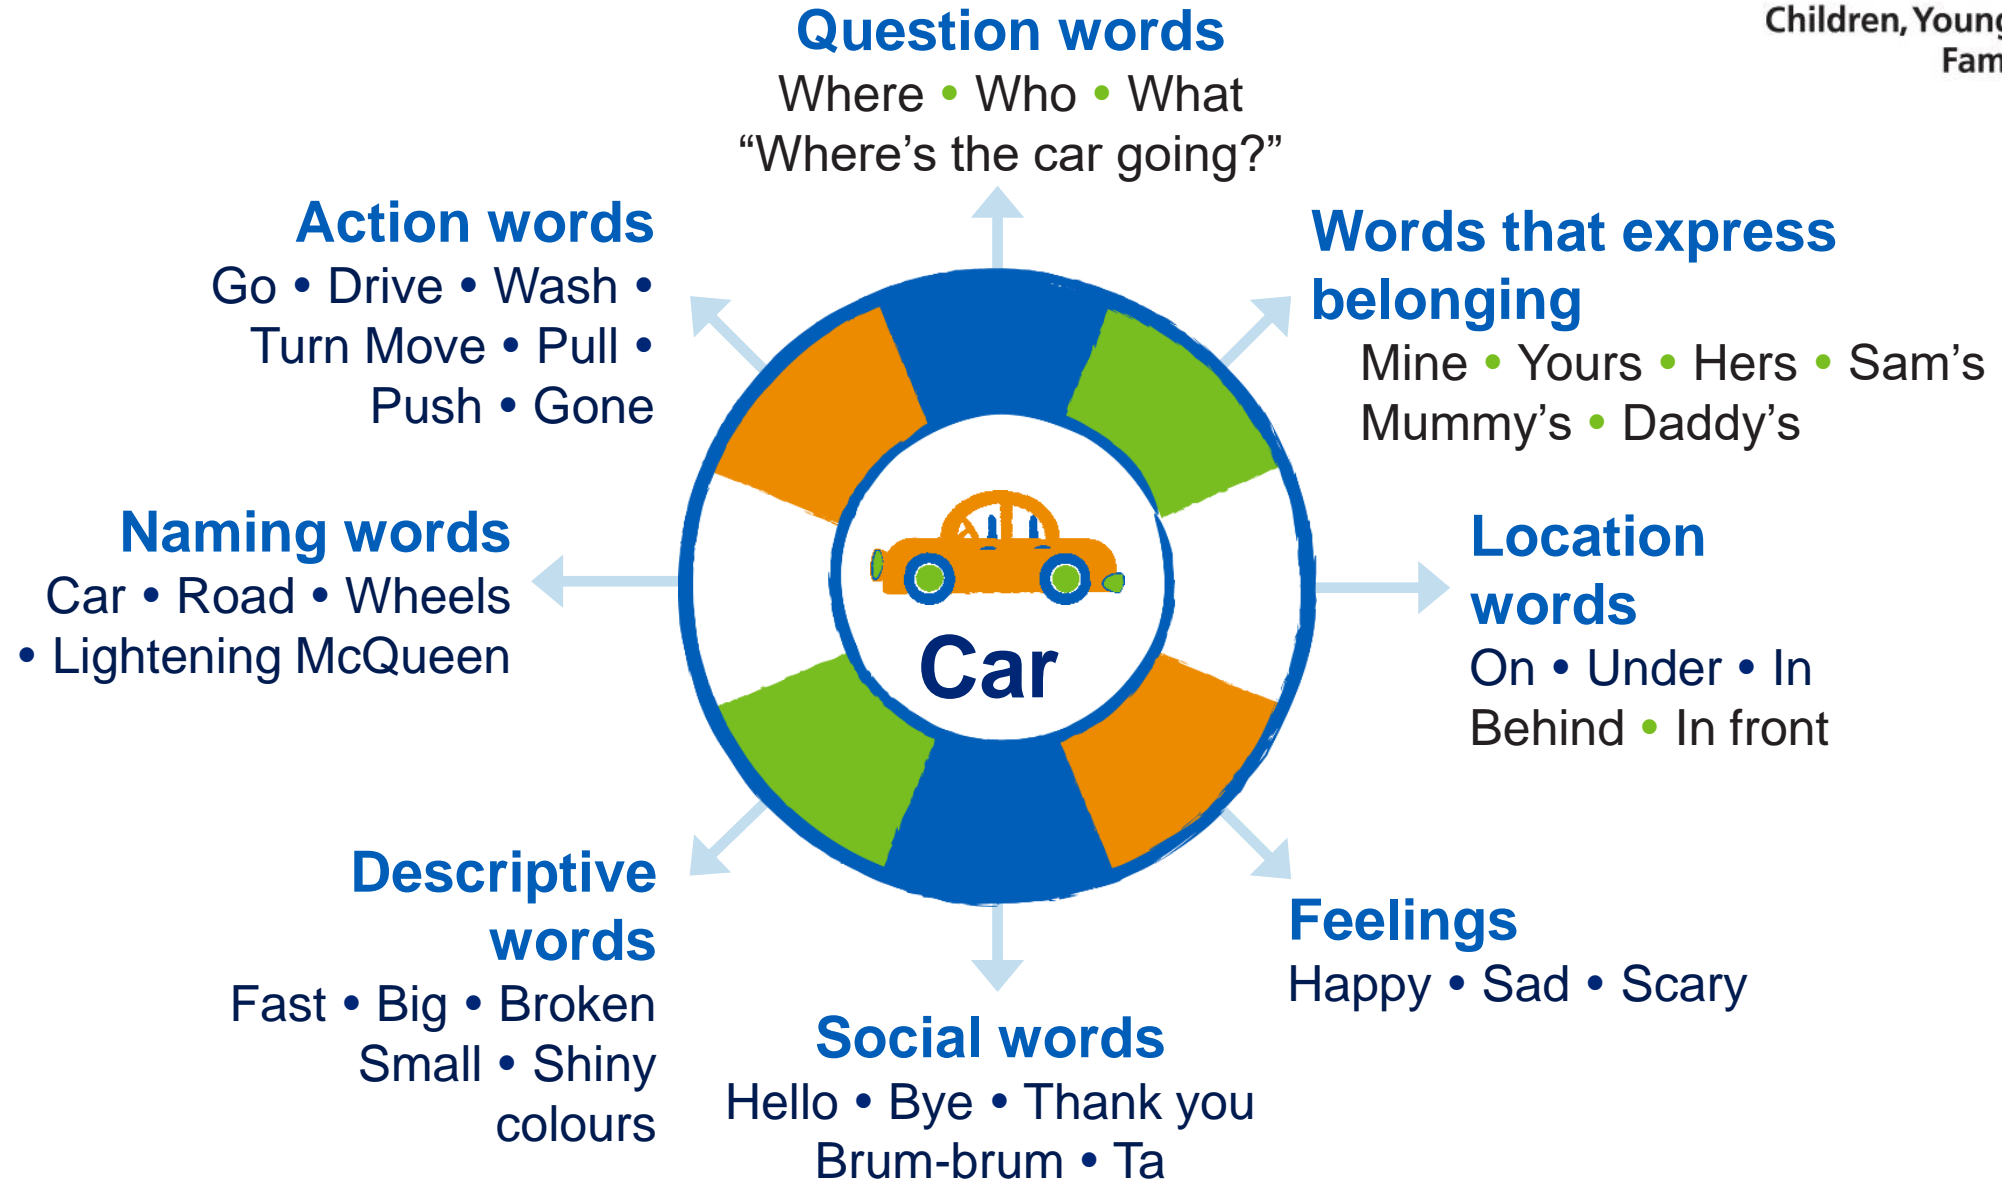 Children, Young
Fam
Question words
Where • Who • What
“Where’s the car going?”
Action words
Go • Drive • Wash •
Turn Move • Pull •
Push • Gone
Words that express
belonging
Mine • Yours • Hers • Sam’s
Mummy’s • Daddy’s
Naming words
Car • Road • Wheels
• Lightening McQueen
Car
Location
words
On • Under • In
Behind • In front
Descriptive
words
Fast • Big • Broken
Small • Shiny
colours
Social words
Hello • Bye • Thank you
Brum-brum • Ta
Feelings
Happy • Sad • Scary